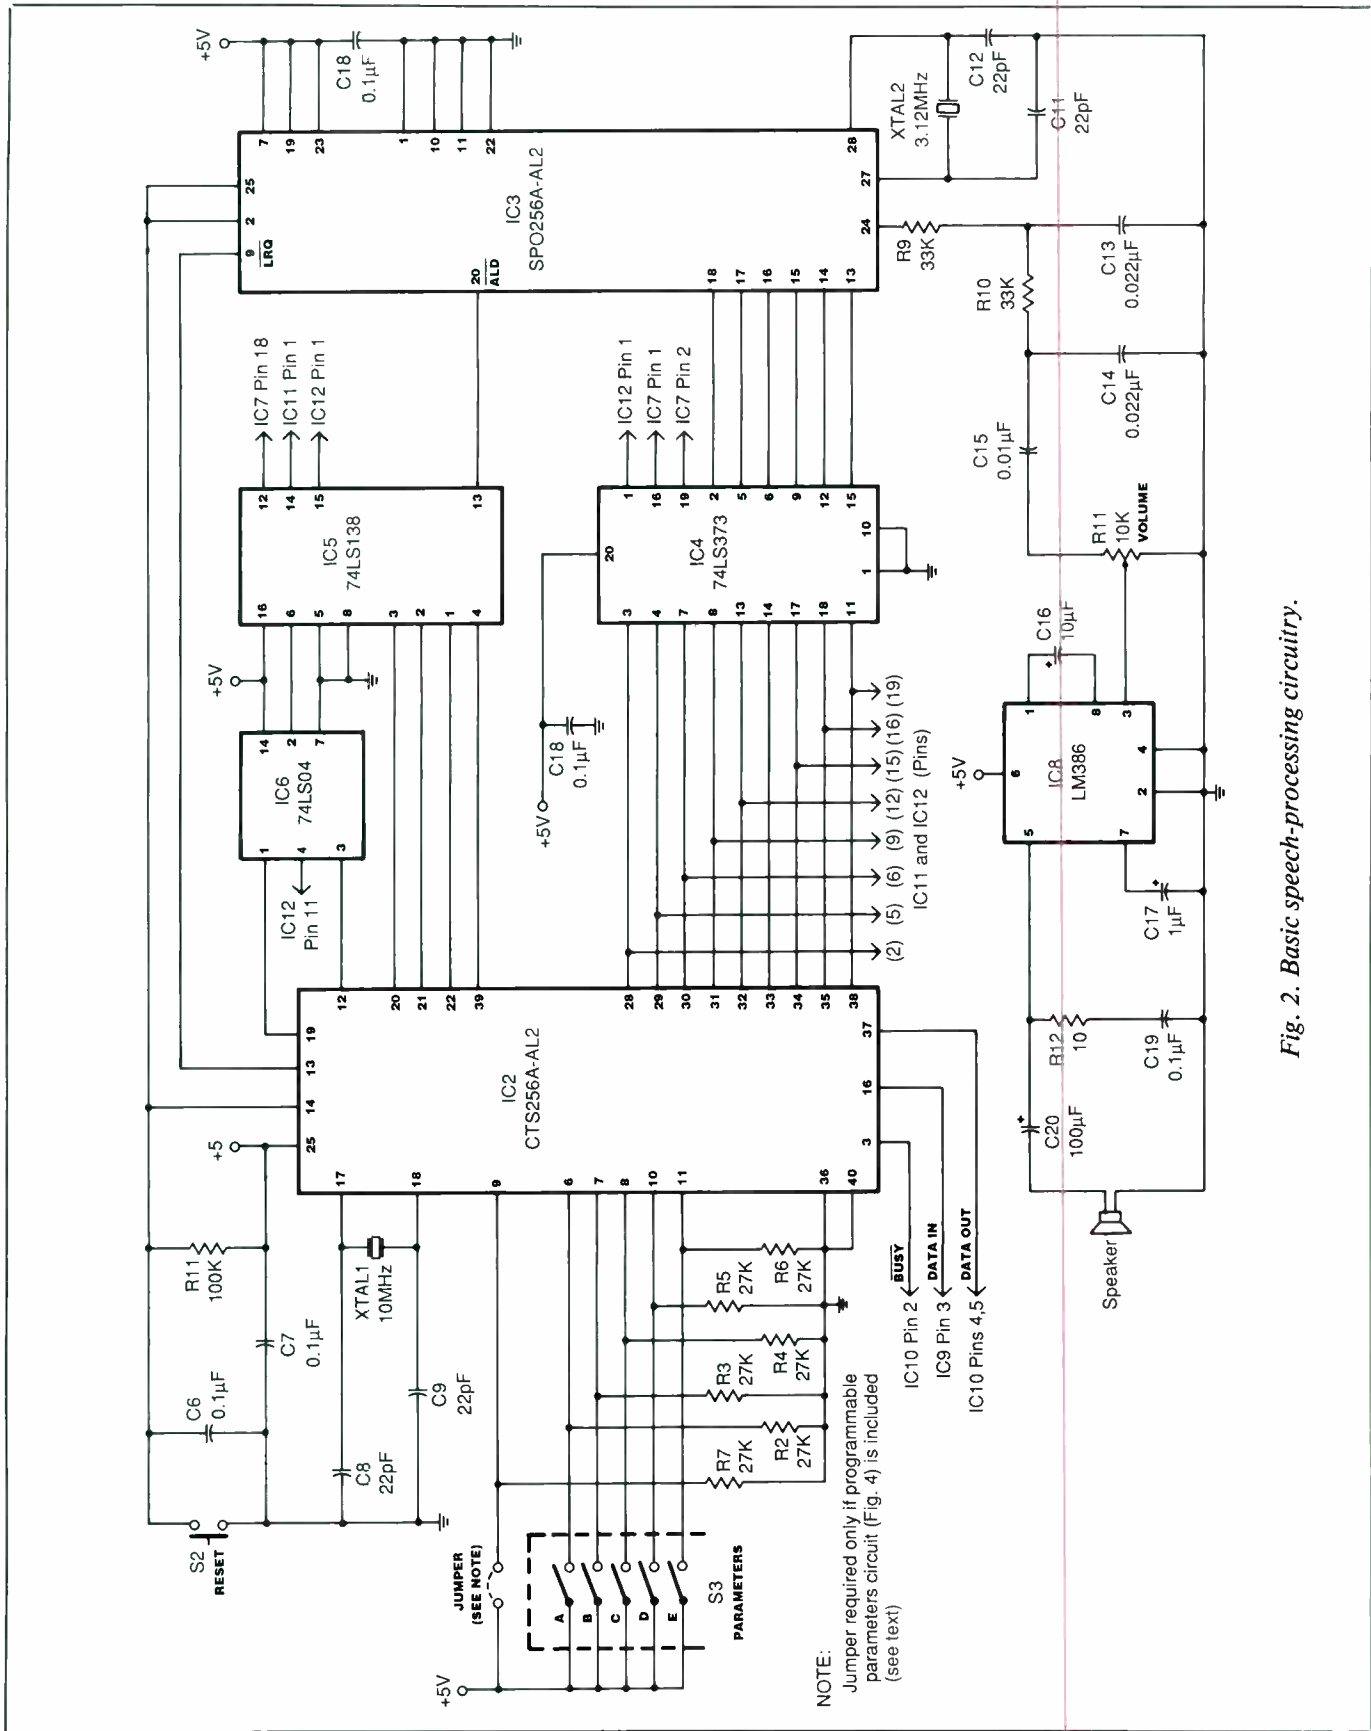 +5V
C18
0.1µF
7
19
23
1
10
11
22
25
2
9
LRQ
IC3
SPO256A-AL2
20
ALD
18
17
16
15
14
13
28
27
24
XTAL2
3.12MHz
C12
22pF
C11
22pF
R9
33K
R10
33K
C13
0.022µF
C14
0.022µF
C15
0.01µF
R11
10K
VOLUME
IC7 Pin 18
IC11 Pin 1
IC12 Pin 1
12
14
15
13
IC5
74LS138
16
6
5
8
3
2
1
4
+5V
14
2
7
IC6
74LS04
1
4
3
IC12
Pin 11
IC12 Pin 1
IC7 Pin 1
IC7 Pin 2
1
16
19
2
5
6
9
12
15
20
IC4
74LS373
10
1
3
4
7
8
13
14
17
18
11
+5V
C18
0.1µF
(2) (5) (6) (9) (12) (15) (16) (19)
IC11 and IC12 (Pins)
19
13
14
25
+5
12
20
21
22
39
28
29
30
31
32
33
34
35
38
37
16
3
IC2
CTS256A-AL2
17
18
9
6
7
8
10
11
36
40
R11
100K
C7
0.1µF
C6
0.1µF
XTAL1
10MHz
C8
22pF
C9
22pF
S2
RESET
JUMPER
(SEE NOTE)
+5V
A
B
C
D
E
S3
PARAMETERS
R7
27K
R2
27K
R3
27K
R4
27K
R5
27K
R6
27K
BUSY
IC10 Pin 2
DATA IN
IC9 Pin 3
DATA OUT
IC10 Pins 4,5
NOTE:
Jumper required only if programmable
parameters circuit (Fig. 4) is included
(see text)
C16
10µF
+
1
8
3
+5V
6
IC8
LM386
4
2
5
7
C17
1µF
+
R12
10
C19
0.1µF
C20
100µF
+
Speaker
Fig. 2. Basic speech-processing circuitry.